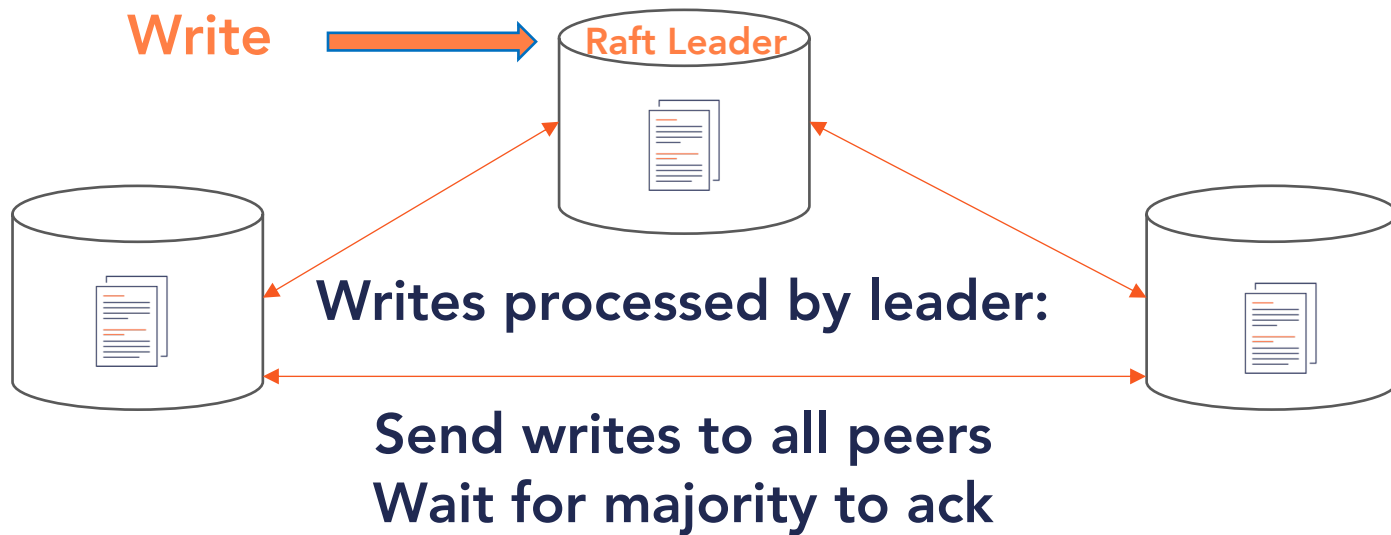 Write
Raft Leader
Writes processed by leader:
Send writes to all peers
Wait for majority to ack